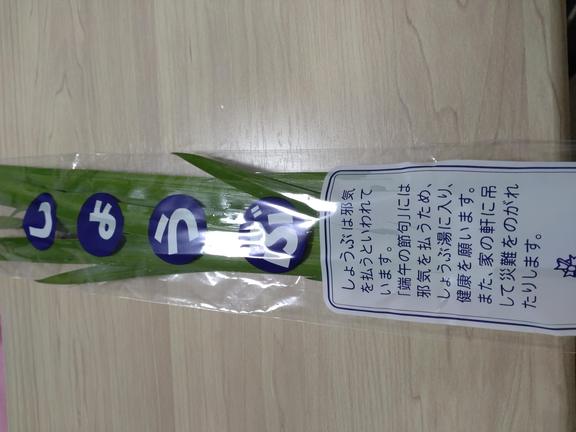 しょうぶ
しょうぶは邪気
を払うといわれて
います。
「端午の節句」には
邪気を払うため、
しょうぶ湯に入り、
健康を願います。
また、家の軒に吊
して災難をのがれ
たりします。